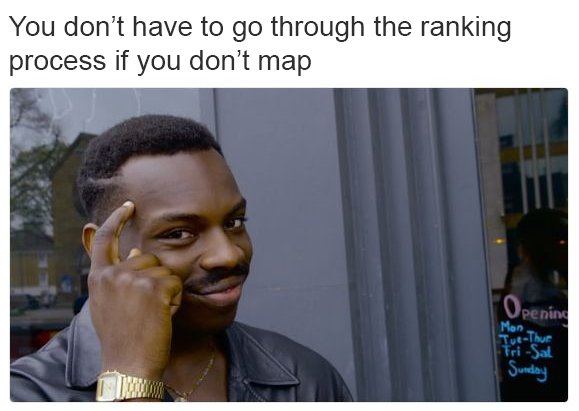 You don’t have to go through the ranking
process if you don’t map
Opening
Mon
Tue-Thur
Fri-Sat
Sunday